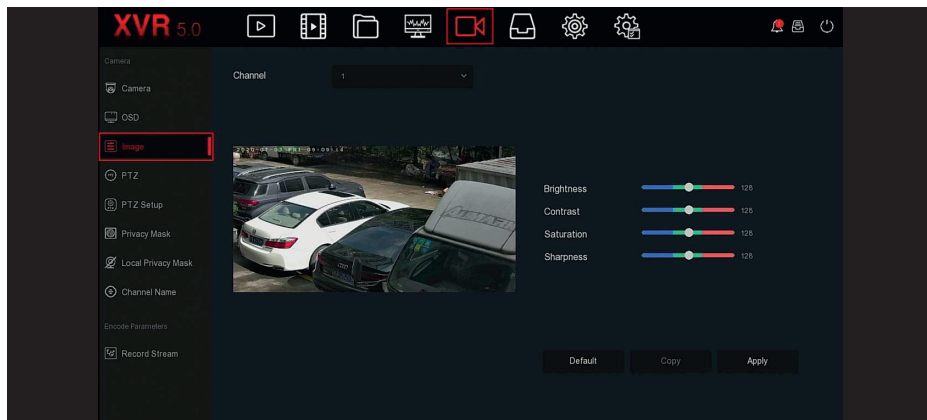 XVR 5.0
Camera
Camera
OSD
Image
PTZ
PTZ Setup
Privacy Mask
Local Privacy Mask
Channel Name
Encode Parameters
Record Stream
Channel
1
Brightness 128
Contrast 128
Saturation 128
Sharpness 128
Default Copy Apply